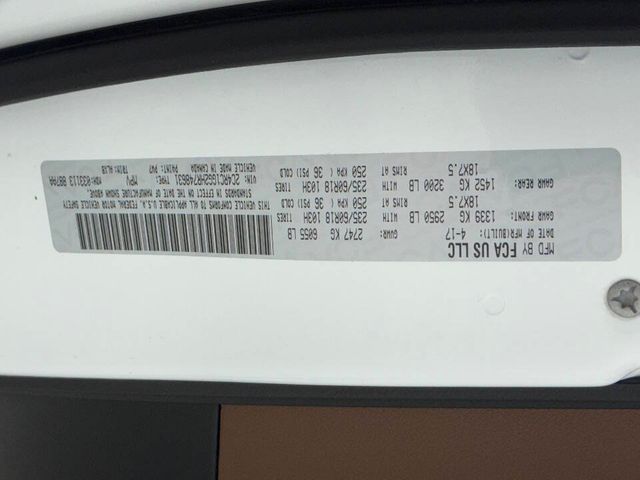 MFD BY FCA US LLC
DATE OF MFR(BUILT): 4-17 GVWR: 2747 KG 6055 LB
GAWR FRONT: 1339 KG 2950 LB WITH 235/60R18 103H TIRES
18X7.5 RIMS AT 250 KPA( 36 PSI) COLD
GAWR REAR: 1452 KG 3200 LB WITH 235/60R18 103H TIRES
18X7.5 RIMS AT 250 KPA( 36 PSI) COLD
THIS VEHICLE CONFORMS TO ALL APPLICABLE U.S.A. FEDERAL MOTOR VEHICLE SAFETY
STANDARDS IN EFFECT ON THE DATE OF MANUFACTURE SHOWN ABOVE.
VIN: TYPE: MPV
VEHICLE MADE IN CANADA PAINT: PW7 TRIM: